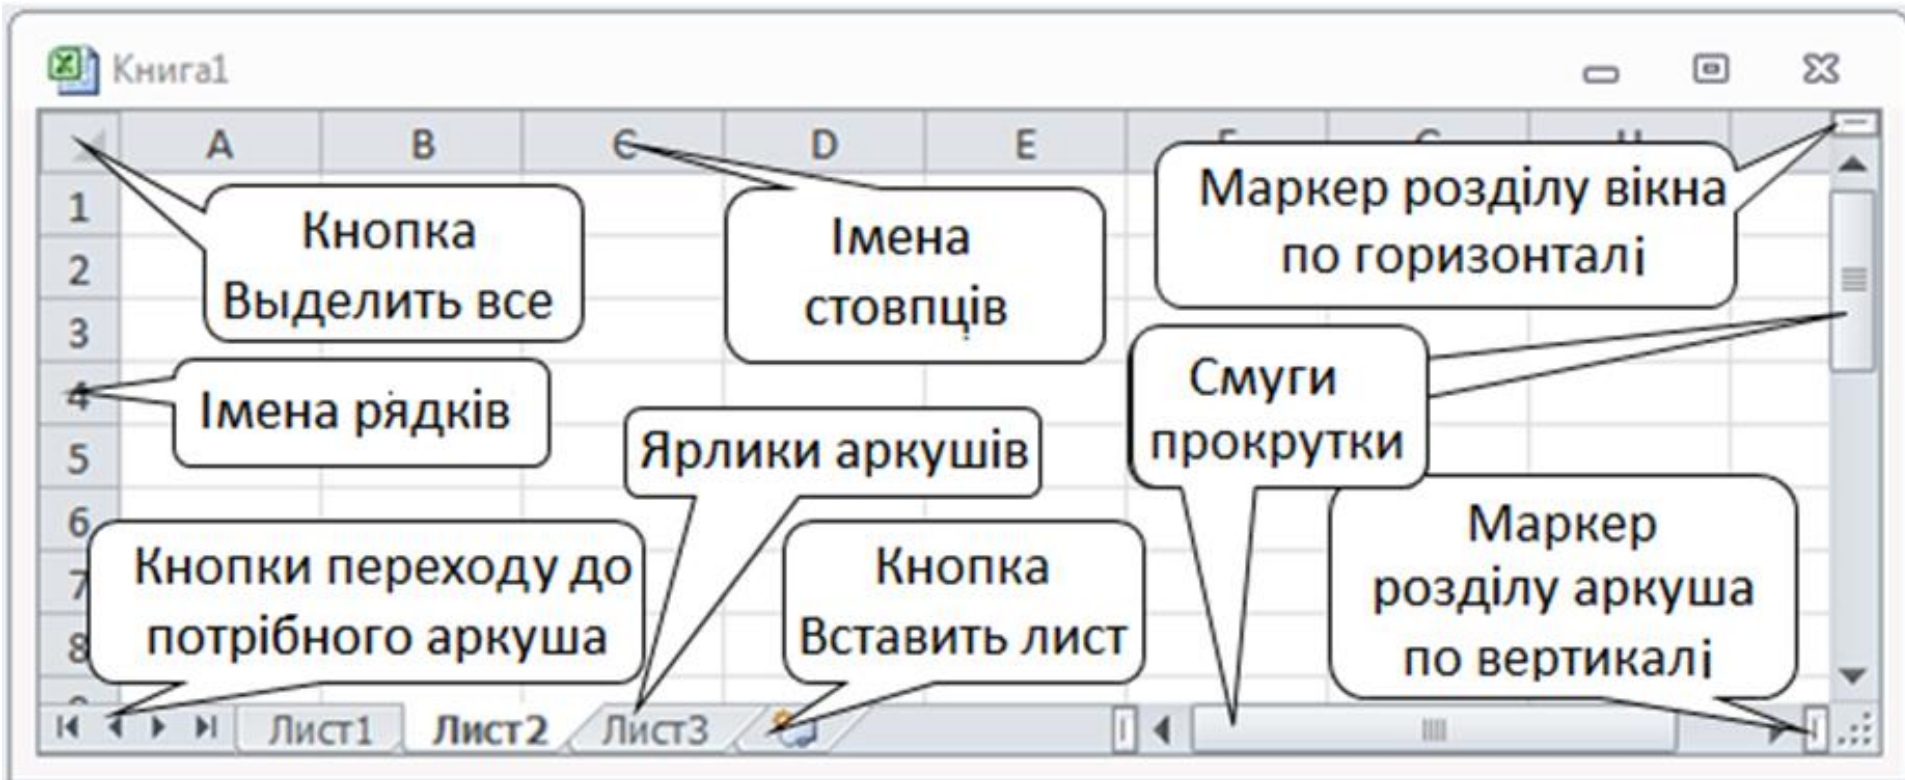 Книга1
A B C D E
Маркер розділу вікна
по горизонталі
1
Кнопка
Выделить все
Імена
стовпців
2
3
Смуги
прокрутки
4
Імена рядків
Ярлики аркушів
5
6
Маркер
розділу аркуша
по вертикалі
Кнопки переходу до
потрібного аркуша
Кнопка
Вставить лист
7
8
Лист1 Лист2 Лист3